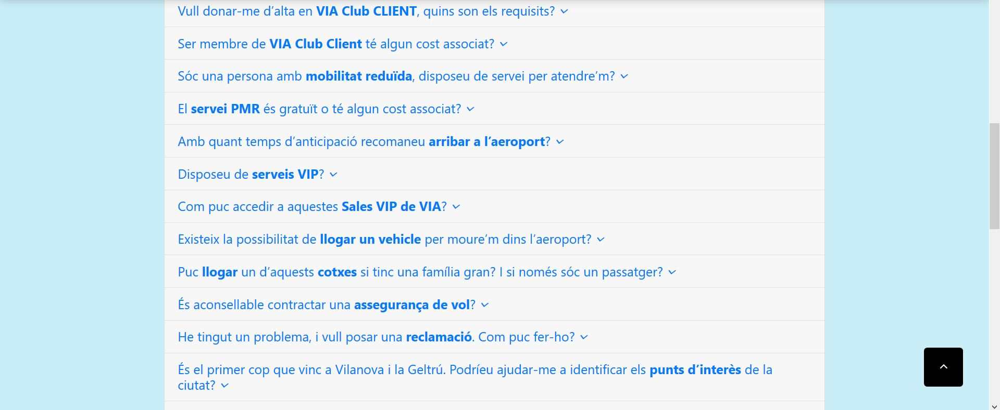 Vull donar-me d’alta en VIA Club CLIENT, quins son els requisits?
Ser membre de VIA Club Client té algun cost associat?
Sóc una persona amb mobilitat reduïda, disposeu de servei per atendre’m?
El servei PMR és gratuït o té algun cost associat?
Amb quant temps d’anticipació recomaneu arribar a l’aeroport?
Disposeu de serveis VIP?
Com puc accedir a aquestes Sales VIP de VIA?
Existeix la possibilitat de llogar un vehicle per moure’m dins l’aeroport?
Puc llogar un d’aquests cotxes si tinc una família gran? I si només sóc un passatger?
És aconsellable contractar una assegurança de vol?
He tingut un problema, i vull posar una reclamació. Com puc fer-ho?
És el primer cop que vinc a Vilanova i la Geltrú. Podríeu ajudar-me a identificar els punts d’interès de la
ciutat?